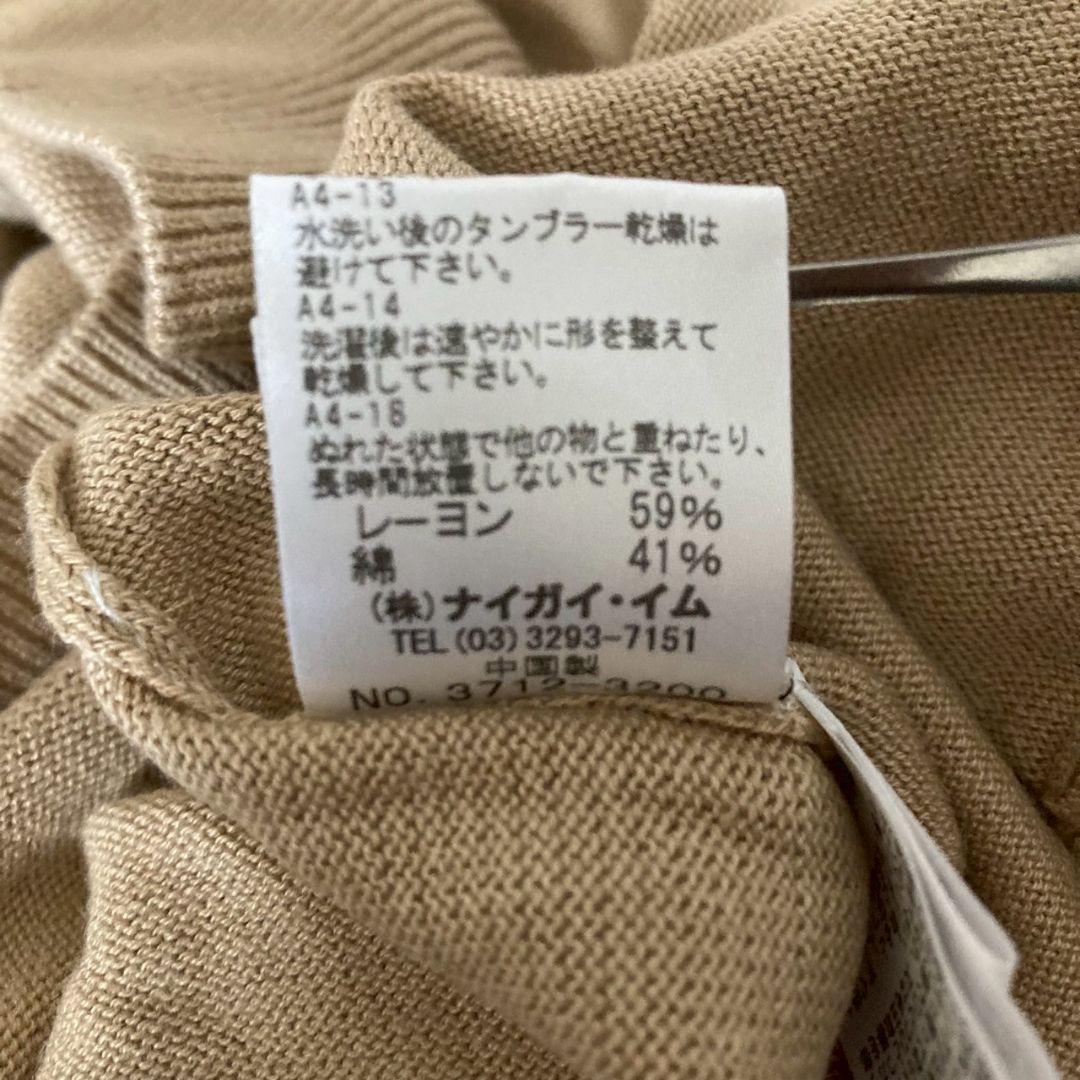 A4-13
水洗い後のタンブラー乾燥は
避けて下さい。
A4-14
洗濯後は速やかに形を整えて
乾燥して下さい。
A4-16
ぬれた状態で他の物と重ねたり、
長時間放置しないで下さい。
レーヨン 59%
綿 41%
(株)ナイガイ・イム
TEL(03)3293-7151
中国製
NO. 3712-3200